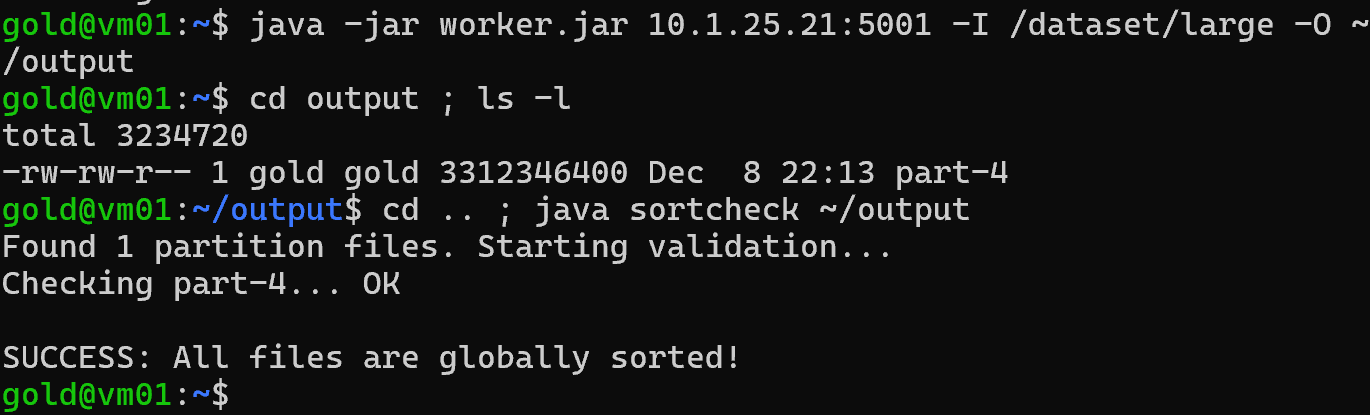 gold@vm01:~$ java -jar worker.jar 10.1.25.21:5001 -I /dataset/large -O ~
/output
gold@vm01:~$ cd output ; ls -l
total 3234720
-rw-rw-r-- 1 gold gold 3312346400 Dec  8 22:13 part-4
gold@vm01:~/output$ cd .. ; java sortcheck ~/output
Found 1 partition files. Starting validation...
Checking part-4... OK

SUCCESS: All files are globally sorted!
gold@vm01:~$